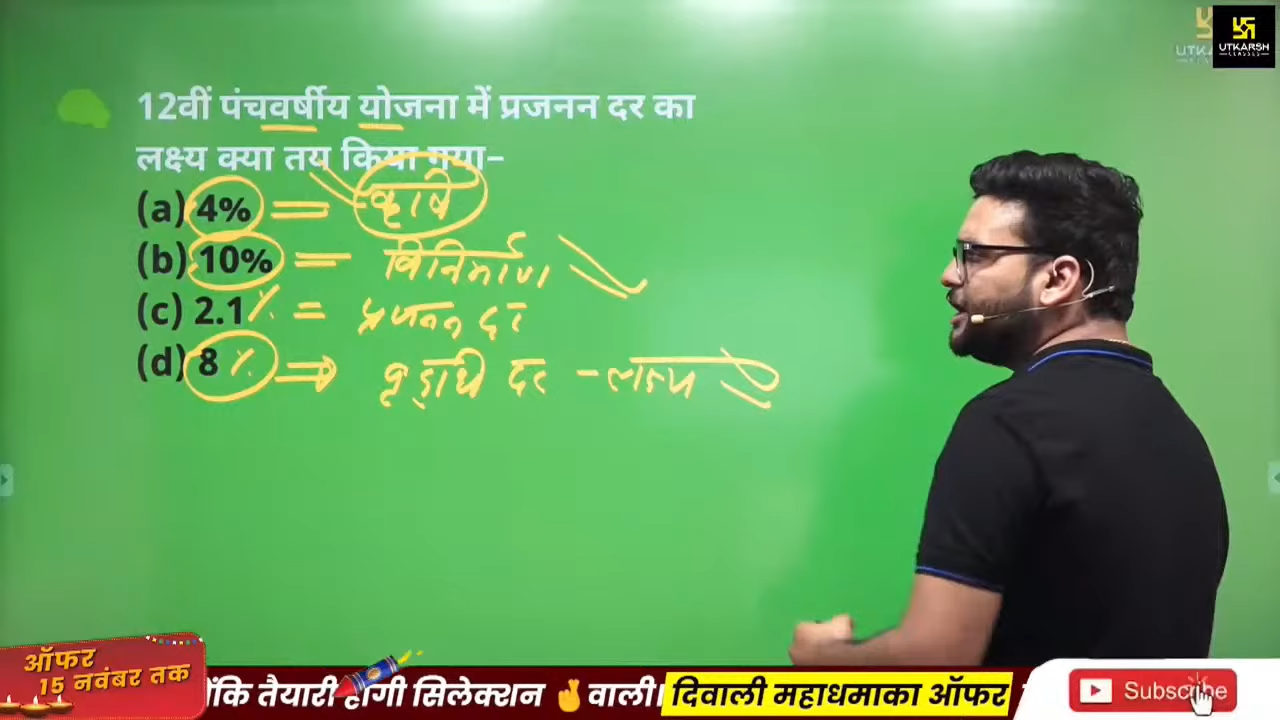 UTKARSH
CLASSES
12वीं पंचवर्षीय योजना में प्रजनन दर का
लक्ष्य क्या तय किया गया–
(a) 4% = कृषि
(b) 10% = विनिर्माण
(c) 2.1% = प्रजनन दर
(d) 8% ⇒ वृद्धि दर - लक्ष्य
ऑफर
15 नवंबर तक
तैयारी होगी सिलेक्शन 🤞वाली। दिवाली महाधमाका ऑफर
Subscribe